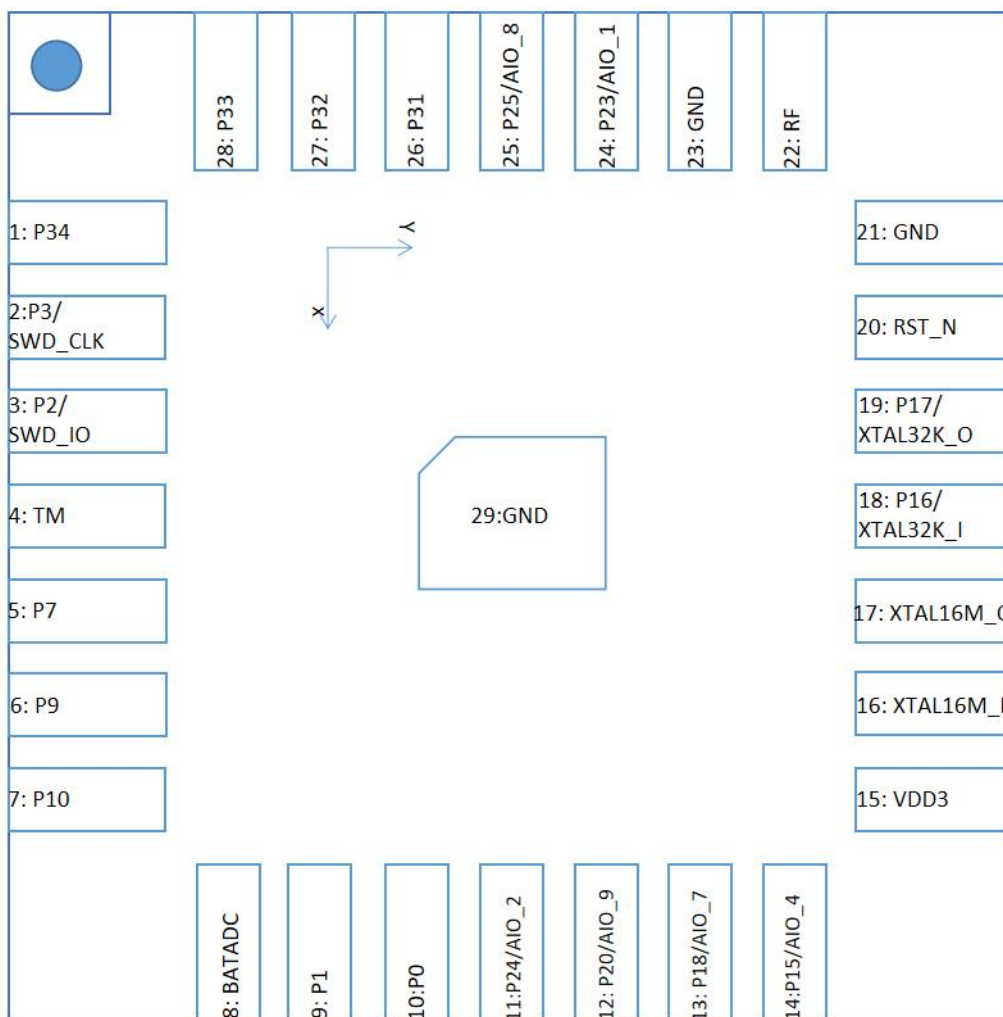 28: P33
27: P32
26: P31
25: P25/AIO_8
24: P23/AIO_1
23: GND
22: RF
1: P34
2:P3/
SWD_CLK
3: P2/
SWD_IO
4: TM
5: P7
6: P9
7: P10
Y
X
29:GND
21: GND
20: RST_N
19: P17/
XTAL32K_O
18: P16/
XTAL32K_I
17: XTAL16M_O
16: XTAL16M_I
15: VDD3
8: BATADC
9: P1
10:P0
11:P24/AIO_2
12: P20/AIO_9
13: P18/AIO_7
14:P15/AIO_4